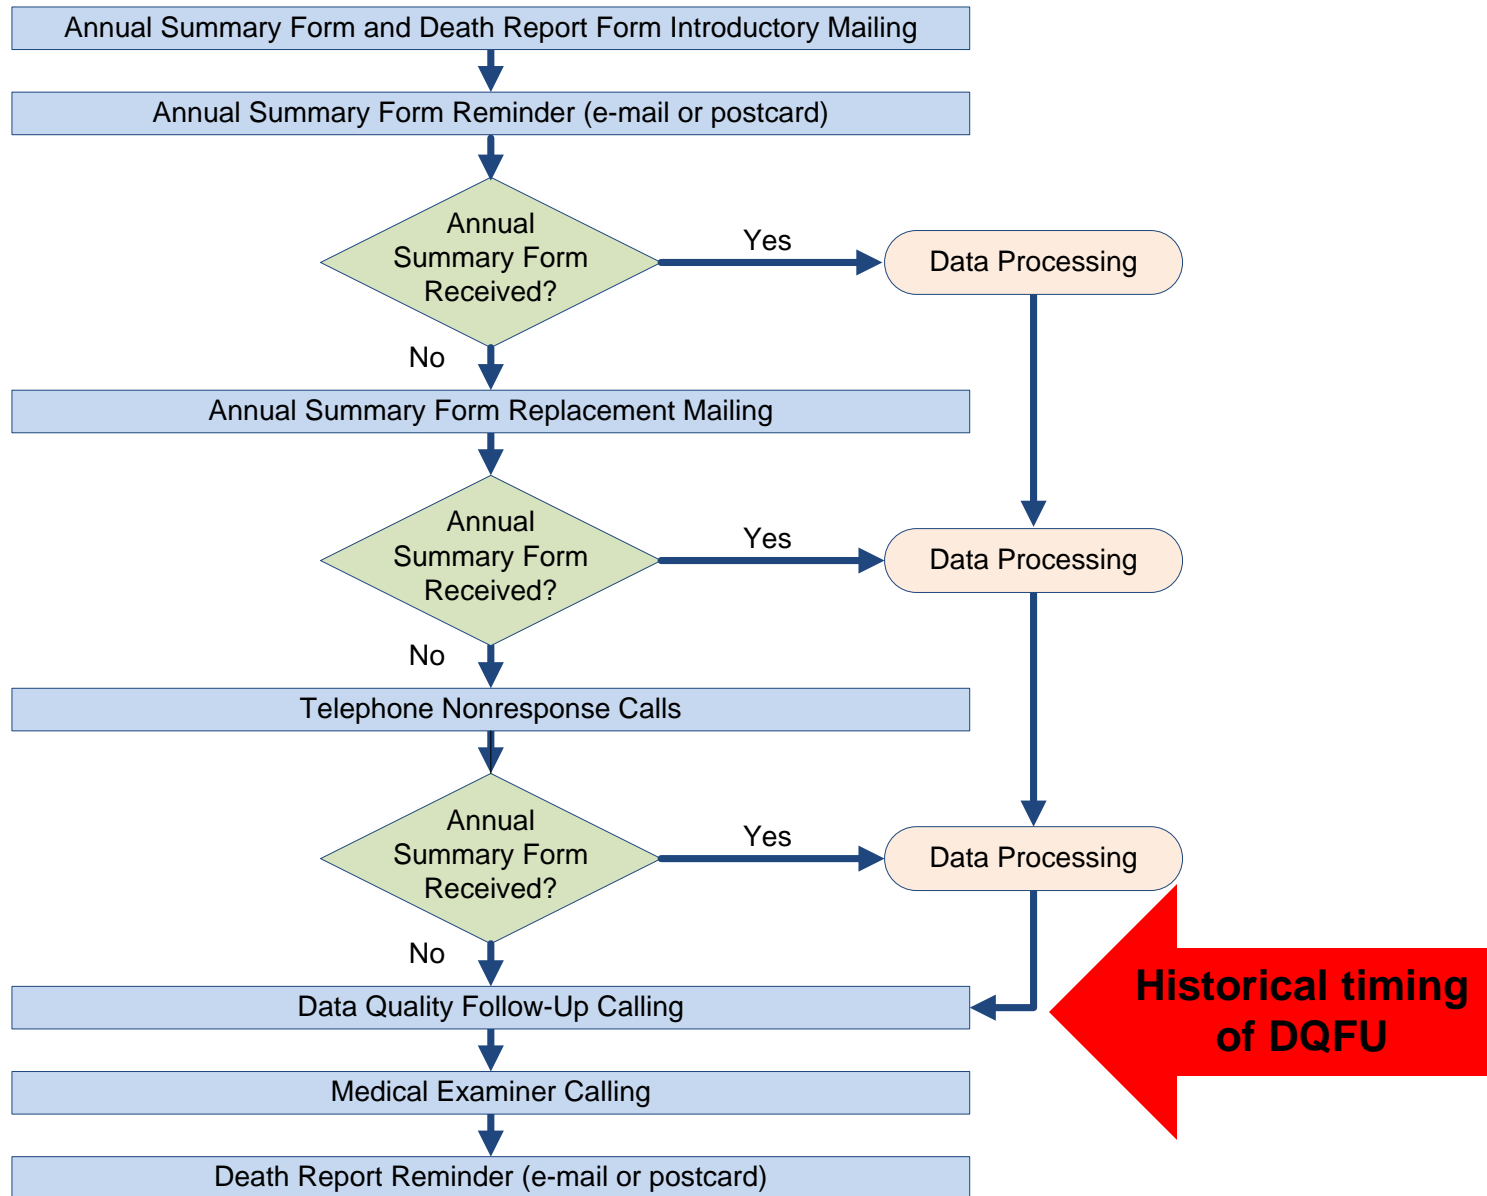 Annual Summary Form and Death Report Form Introductory Mailing
Annual Summary Form Reminder (e-mail or postcard)
Annual
Summary Form
Received?
Yes
Data Processing
No
Annual Summary Form Replacement Mailing
Annual
Summary Form
Received?
Yes
Data Processing
No
Telephone Nonresponse Calls
Annual
Summary Form
Received?
Yes
Data Processing
No
Data Quality Follow-Up Calling
Historical timing
of DQFU
Medical Examiner Calling
Death Report Reminder (e-mail or postcard)